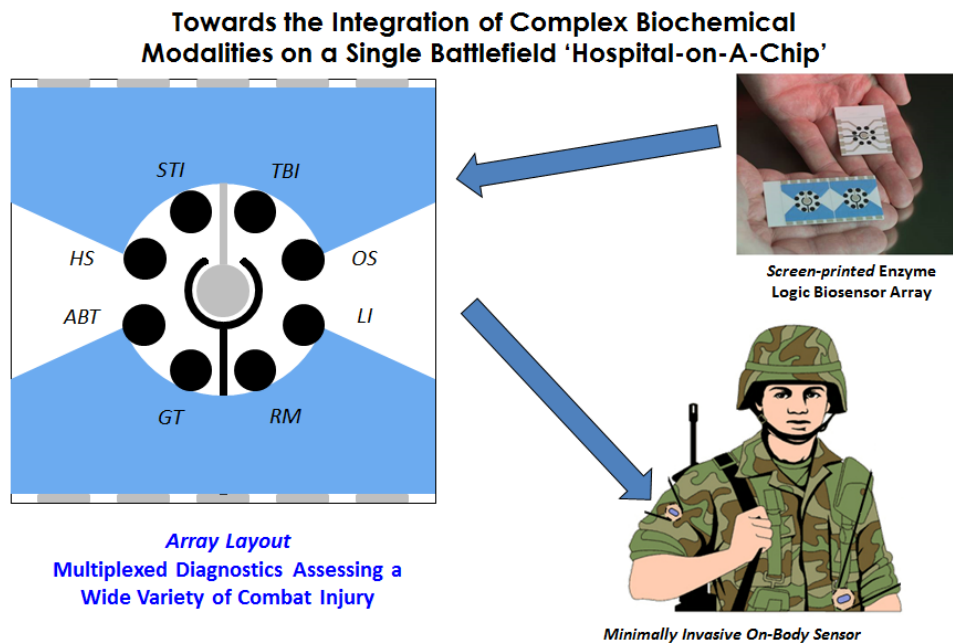 Towards the Integration of Complex Biochemical
Modalities on a Single Battlefield 'Hospital-on-A-Chip'
STI
TBI
HS
OS
ABT
LI
GT
RM
Screen-printed Enzyme
Logic Biosensor Array
Array Layout
Multiplexed Diagnostics Assessing a
Wide Variety of Combat Injury
Minimally Invasive On-Body Sensor